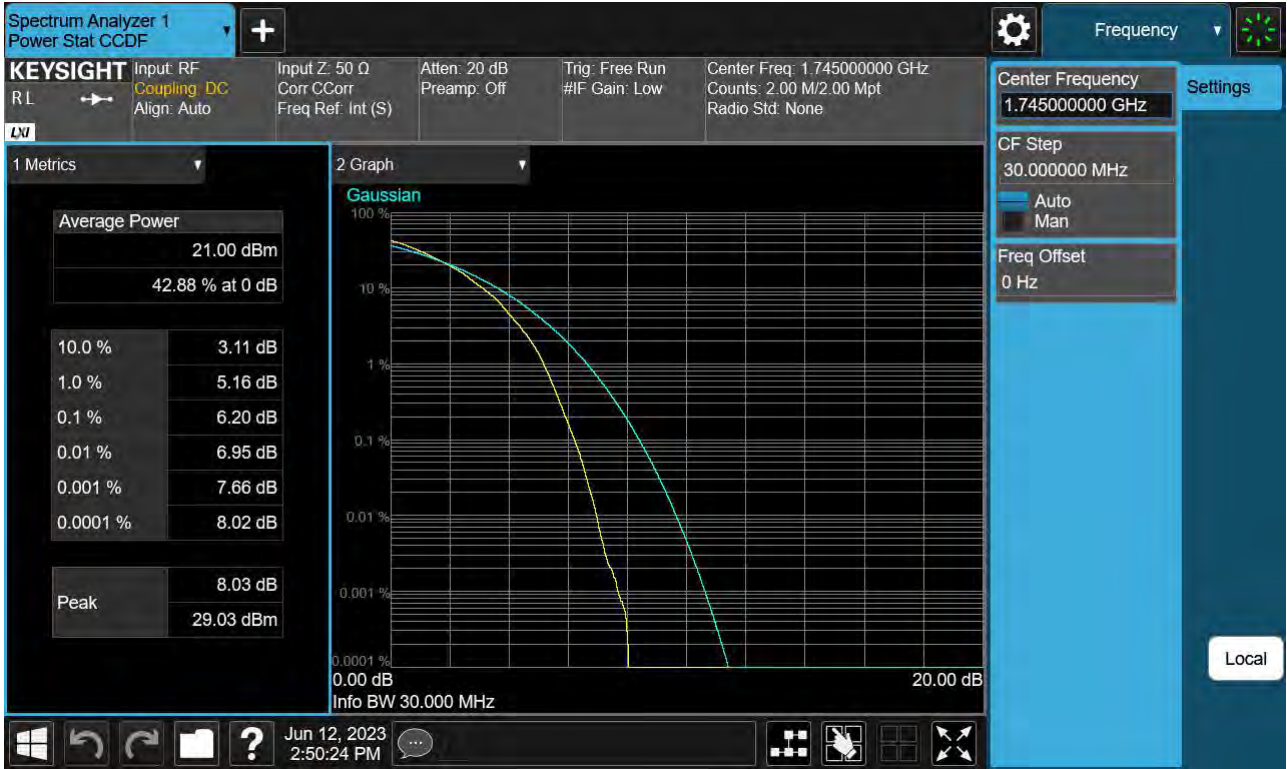 Spectrum Analyzer 1
Power Stat CCDF
Frequency
KEYSIGHT
RL
LXI
Input: RF
Coupling: DC
Align: Auto
Input Z: 50 Ω
Corr CCorr
Freq Ref: Int (S)
Atten: 20 dB
Preamp: Off
Trig: Free Run
#IF Gain: Low
Center Freq: 1.745000000 GHz
Counts: 2.00 M/2.00 Mpt
Radio Std: None
Center Frequency
1.745000000 GHz
Settings
CF Step
30.000000 MHz
Auto
Man
Freq Offset
0 Hz
Local
1 Metrics
Average Power
21.00 dBm
42.88 % at 0 dB
10.0 % 3.11 dB
1.0 % 5.16 dB
0.1 % 6.20 dB
0.01 % 6.95 dB
0.001 % 7.66 dB
0.0001 % 8.02 dB
Peak
8.03 dB
29.03 dBm
2 Graph
Gaussian
100 %
10 %
1 %
0.1 %
0.01 %
0.001 %
0.0001 %
0.00 dB
20.00 dB
Info BW 30.000 MHz
?
Jun 12, 2023
2:50:24 PM